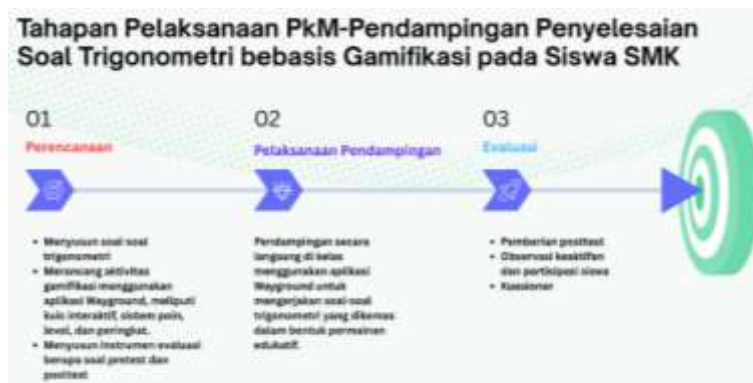 Tahapan Pelaksanaan PkM-Pendampingan Penyelesaian
Soal Trigonometri bebasis Gamifikasi pada Siswa SMK
01
Perencanaan
• Menyusun soal soal
trigonometri
• Merancang aktivitas
gamifikasi menggunakan
aplikasi Wayground, meliputi
kuis interaktif, sistem poin,
level, dan peringkat.
• Menyusun instrumen evaluasi
berupa soal pretest dan
posttest
02
Pelaksanaan Pendampingan
Pendampingan secara
langsung di kelas
menggunakan aplikasi
Wayground untuk
mengerjakan soal-soal
trigonometri yang dikemas
dalam bentuk permainan
edukatif.
03
Evaluasi
• Pemberian posttest
• Observasi keaktifan
dan partisipasi siswa
• Kuesioner